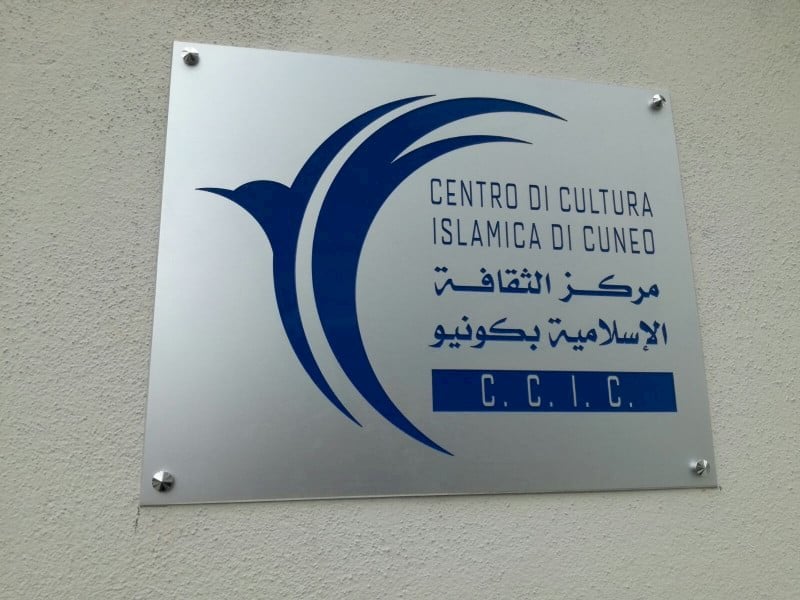 CENTRO DI CULTURA
ISLAMICA DI CUNEO
مركز الثقافة
الإسلامية بكونيو
C. C. I. C.